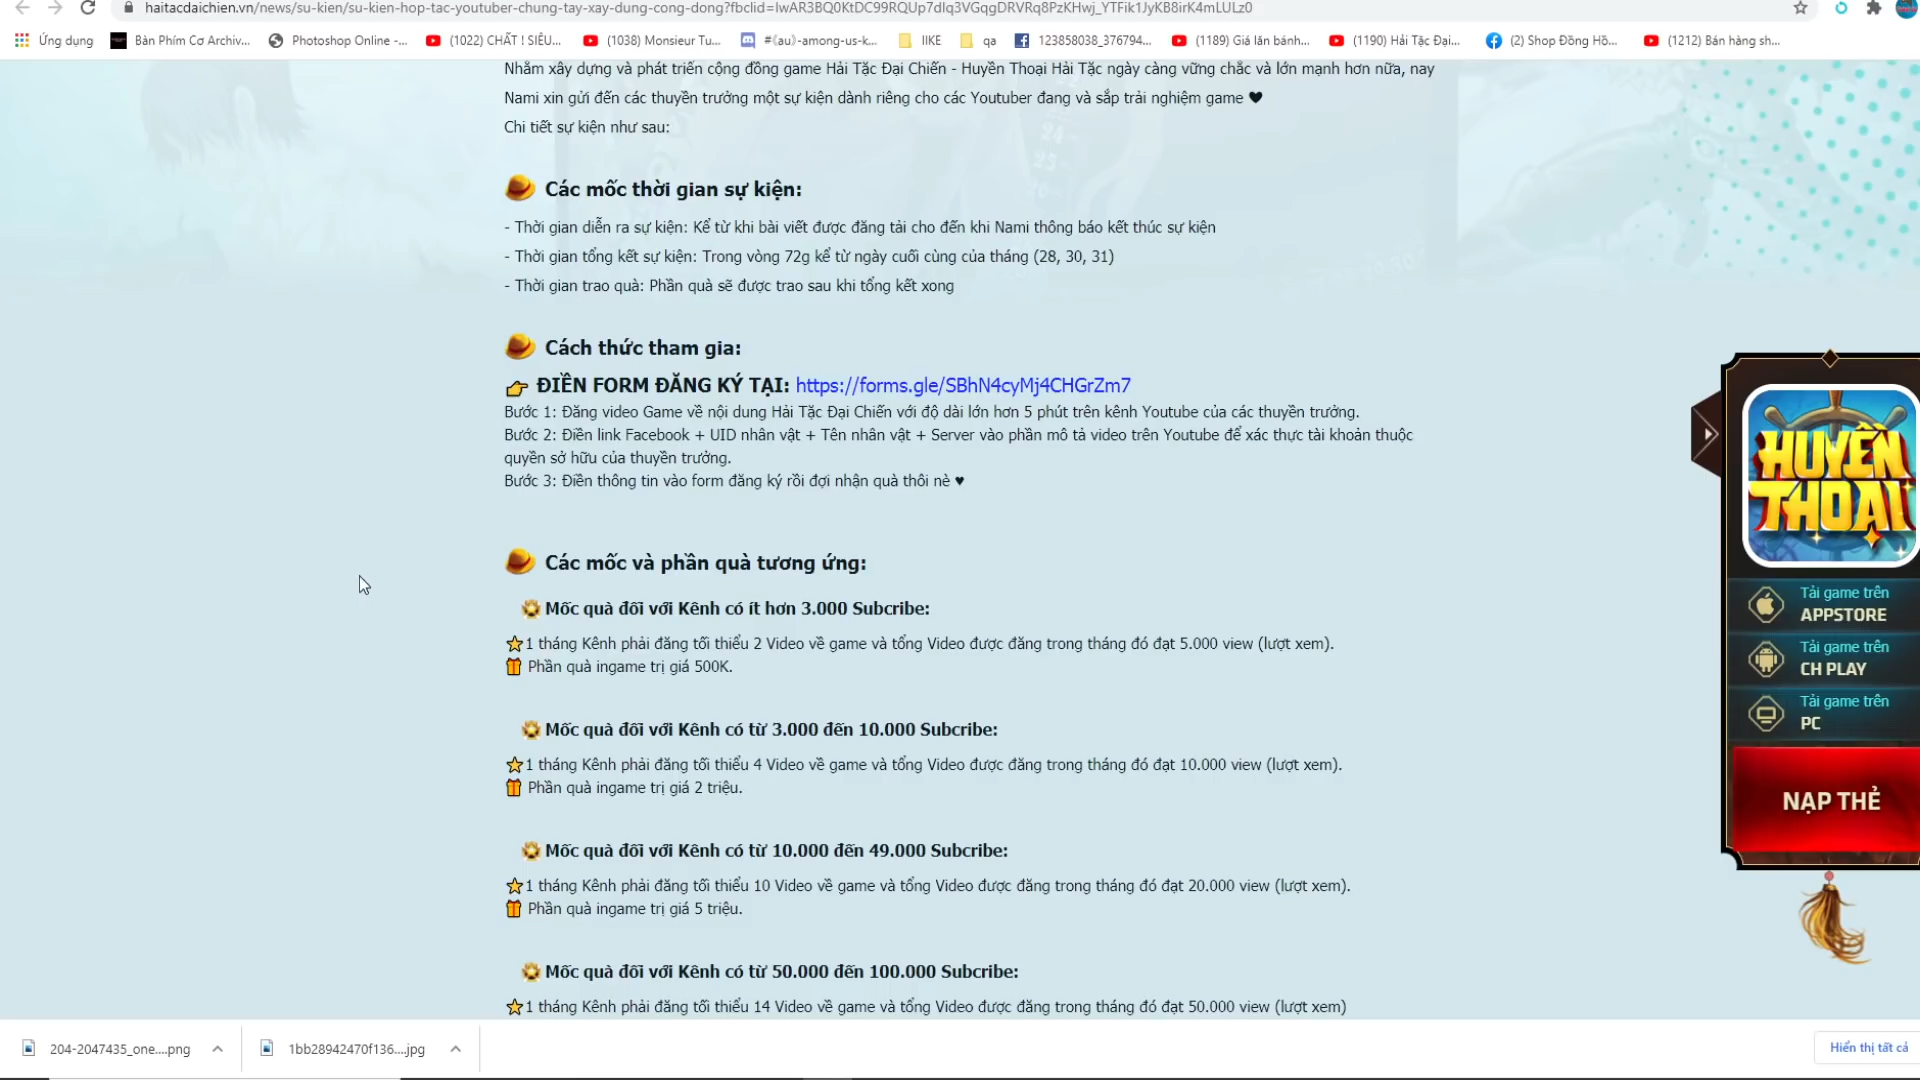 haitacdaichien.vn/news/su-kien/su-kien-hop-tac-youtuber-chung-tay-xay-dung-cong-dong?fbclid=IwAR3BQ0KtDC99RQUp7dIq3VGqgDRVRq8PzKHwj_YTFik1JyKB8irK4mLULz0
Ứng dụng
Bàn Phím Cơ Archiv...
Photoshop Online -...
(1022) CHẤT ! SIÊU...
(1038) Monsieur Tu...
#《au》-among-us-k...
IIKE
qa
123858038_376794...
(1189) Giá lăn bánh...
(1190) Hải Tặc Đại...
(2) Shop Đồng Hồ...
(1212) Bán hàng sh...
Nhằm xây dựng và phát triển cộng đồng game Hải Tặc Đại Chiến - Huyền Thoại Hải Tặc ngày càng vững chắc và lớn mạnh hơn nữa, nay
Nami xin gửi đến các thuyền trưởng một sự kiện dành riêng cho các Youtuber đang và sắp trải nghiệm game ♥
Chi tiết sự kiện như sau:
Các mốc thời gian sự kiện:
- Thời gian diễn ra sự kiện: Kể từ khi bài viết được đăng tải cho đến khi Nami thông báo kết thúc sự kiện
- Thời gian tổng kết sự kiện: Trong vòng 72g kể từ ngày cuối cùng của tháng (28, 30, 31)
- Thời gian trao quà: Phần quà sẽ được trao sau khi tổng kết xong
Cách thức tham gia:
👉 ĐIỀN FORM ĐĂNG KÝ TẠI: https://forms.gle/SBhN4cyMj4CHGrZm7
Bước 1: Đăng video Game về nội dung Hải Tặc Đại Chiến với độ dài lớn hơn 5 phút trên kênh Youtube của các thuyền trưởng.
Bước 2: Điền link Facebook + UID nhân vật + Tên nhân vật + Server vào phần mô tả video trên Youtube để xác thực tài khoản thuộc
quyền sở hữu của thuyền trưởng.
Bước 3: Điền thông tin vào form đăng ký rồi đợi nhận quà thôi nè ♥
Các mốc và phần quà tương ứng:
Mốc quà đối với Kênh có ít hơn 3.000 Subcribe:
⭐1 tháng Kênh phải đăng tối thiểu 2 Video về game và tổng Video được đăng trong tháng đó đạt 5.000 view (lượt xem).
🎁 Phần quà ingame trị giá 500K.
Mốc quà đối với Kênh có từ 3.000 đến 10.000 Subcribe:
⭐1 tháng Kênh phải đăng tối thiểu 4 Video về game và tổng Video được đăng trong tháng đó đạt 10.000 view (lượt xem).
🎁 Phần quà ingame trị giá 2 triệu.
Mốc quà đối với Kênh có từ 10.000 đến 49.000 Subcribe:
⭐1 tháng Kênh phải đăng tối thiểu 10 Video về game và tổng Video được đăng trong tháng đó đạt 20.000 view (lượt xem).
🎁 Phần quà ingame trị giá 5 triệu.
Mốc quà đối với Kênh có từ 50.000 đến 100.000 Subcribe:
⭐1 tháng Kênh phải đăng tối thiểu 14 Video về game và tổng Video được đăng trong tháng đó đạt 50.000 view (lượt xem)
HUYỀN
THOẠI
Tải game trên
APPSTORE
Tải game trên
CH PLAY
Tải game trên
PC
NẠP THẺ
204-2047435_one....png
1bb28942470f136....jpg
Hiển thị tất cả